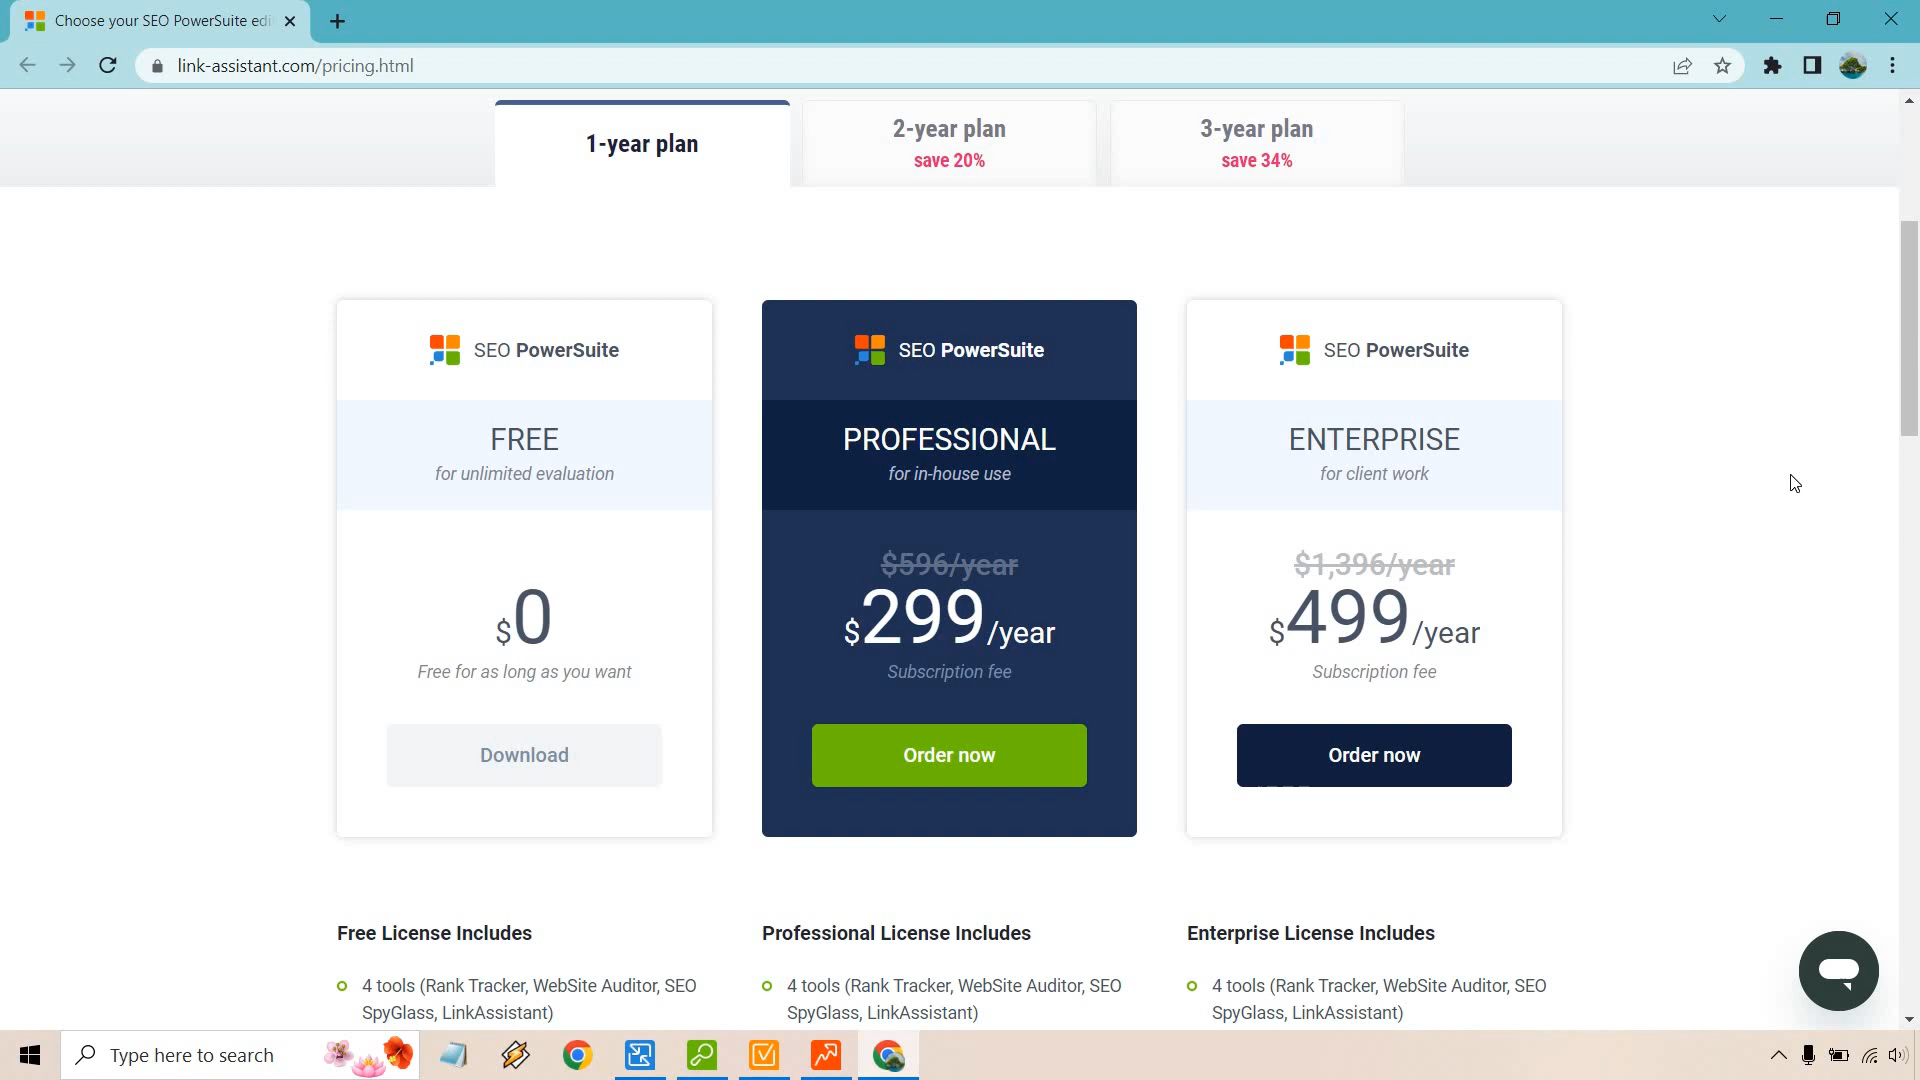 Choose your SEO PowerSuite edi
link-assistant.com/pricing.html
1-year plan
2-year plan
save 20%
3-year plan
save 34%
SEO PowerSuite
FREE
for unlimited evaluation
$0
Free for as long as you want
Download
SEO PowerSuite
PROFESSIONAL
for in-house use
$596/year
$299/year
Subscription fee
Order now
SEO PowerSuite
ENTERPRISE
for client work
$1,396/year
$499/year
Subscription fee
Order now
Free License Includes
4 tools (Rank Tracker, WebSite Auditor, SEO
SpyGlass, LinkAssistant)
Professional License Includes
4 tools (Rank Tracker, WebSite Auditor, SEO
SpyGlass, LinkAssistant)
Enterprise License Includes
4 tools (Rank Tracker, WebSite Auditor, SEO
SpyGlass, LinkAssistant)
Type here to search